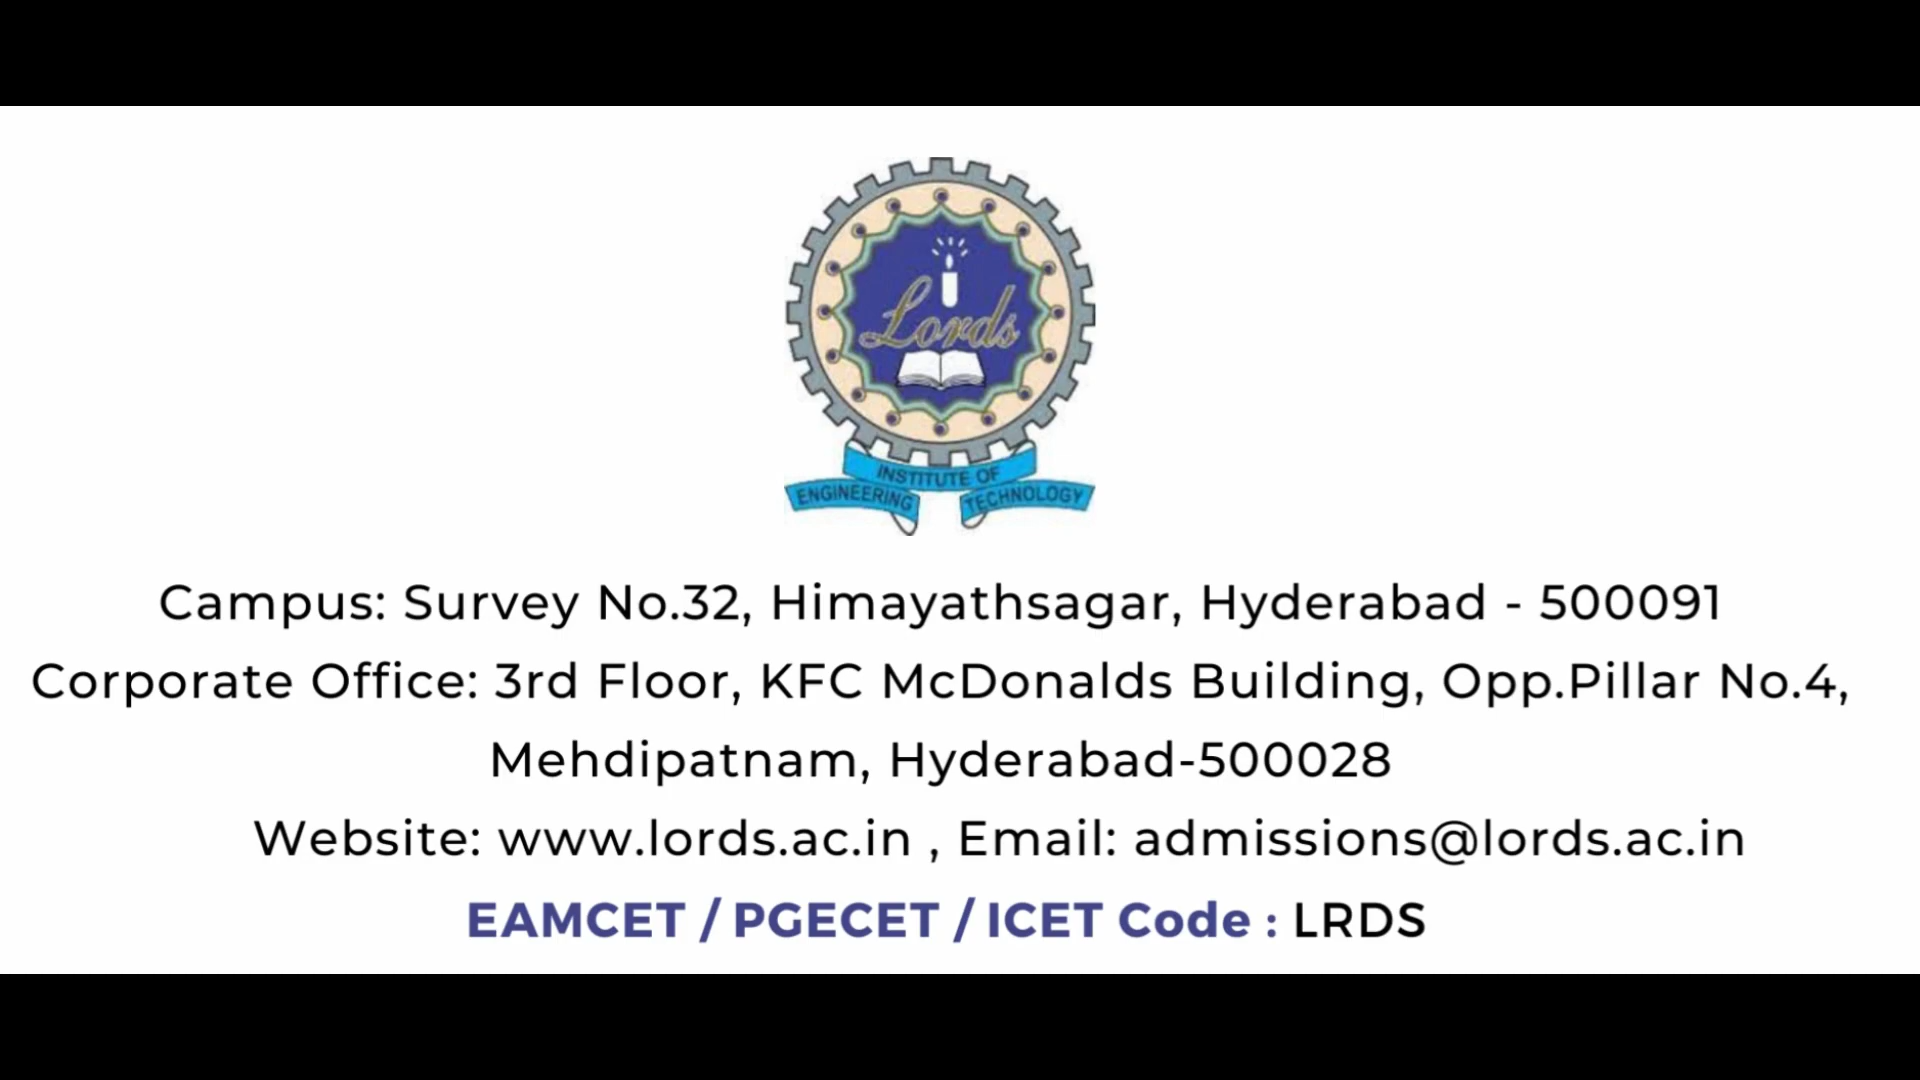 Lords
INSTITUTE OF
ENGINEERING TECHNOLOGY
Campus: Survey No.32, Himayathsagar, Hyderabad - 500091
Corporate Office: 3rd Floor, KFC McDonalds Building, Opp.Pillar No.4,
Mehdipatnam, Hyderabad-500028
Website: www.lords.ac.in , Email: admissions@lords.ac.in
EAMCET / PGECET / ICET Code : LRDS